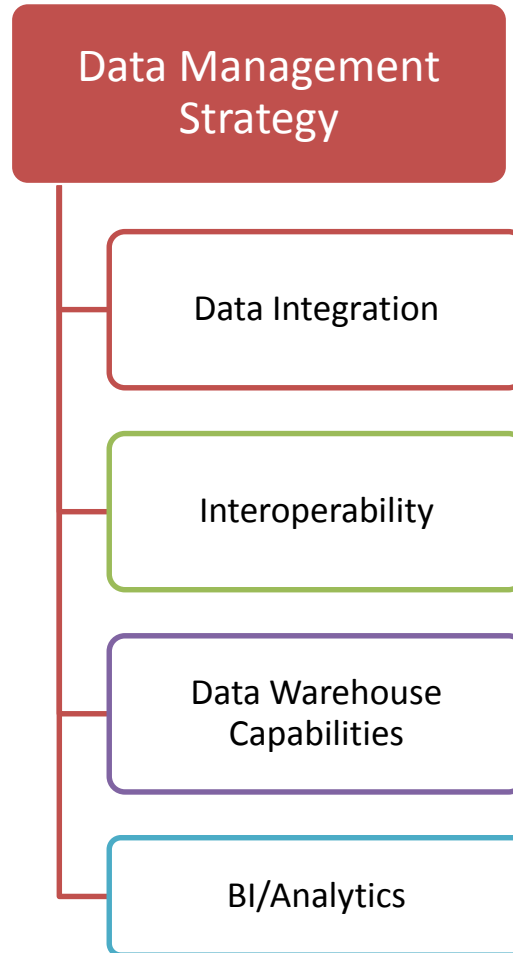 Data Management
Strategy
Data Integration
Interoperability
Data Warehouse
Capabilities
BI/Analytics